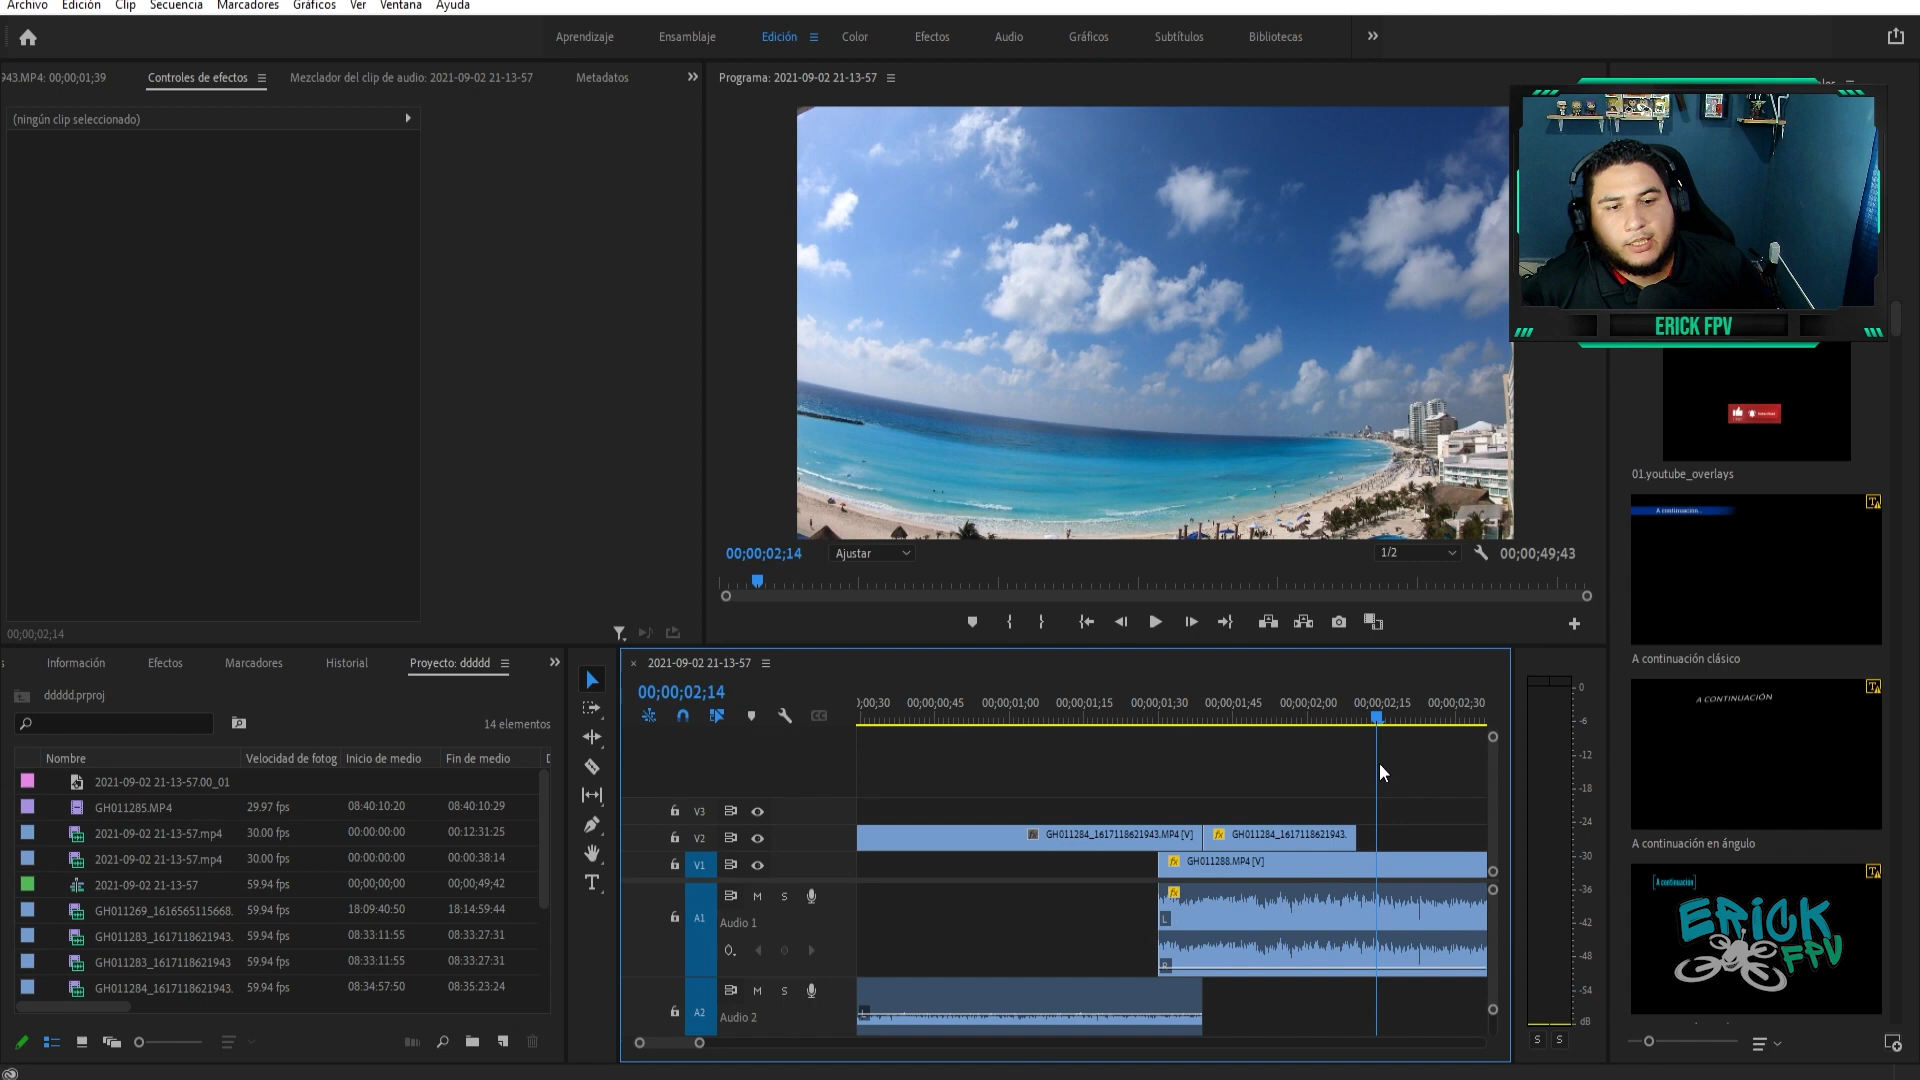 Archivo Edición Clip Secuencia Marcadores Gráficos Ver Ventana Ayuda
Aprendizaje Ensamblaje Edición Color Efectos Audio Gráficos Subtítulos Bibliotecas
943.MP4: 00;00;01;39 Controles de efectos Mezclador del clip de audio: 2021-09-02 21-13-57 Metadatos
Programa: 2021-09-02 21-13-57
(ningún clip seleccionado)
ERICK FPV
01.youtube_overlays
A continuación...
A continuación clásico
A CONTINUACIÓN
A continuación en ángulo
A continuación
ERICK
FPV
00;00;02;14 Ajustar 1/2 00;00;49;43
00;00;02;14
Información Efectos Marcadores Historial Proyecto: ddddd
ddddd.prproj
14 elementos
Nombre Velocidad de fotog Inicio de medio Fin de medio
2021-09-02 21-13-57.00_01
GH011285.MP4 29.97 fps 08:40:10:20 08:40:10:29
2021-09-02 21-13-57.mp4 30.00 fps 00:00:00:00 00:12:31:25
2021-09-02 21-13-57.mp4 30.00 fps 00:00:00:00 00:00:38:14
2021-09-02 21-13-57 59.94 fps 00;00;00;00 00;00;49;42
GH011269_1616565115668. 59.94 fps 18:09:40:50 18:14:59:44
GH011283_1617118621943. 59.94 fps 08:33:11:55 08:33:27:31
GH011283_1617118621943 59.94 fps 08:33:11:55 08:33:27:31
GH011284_1617118621943. 59.94 fps 08:34:57:50 08:35:23:24
2021-09-02 21-13-57
00;00;02;14
;00;30 00;00;00;45 00;00;01;00 00;00;01;15 00;00;01;30 00;00;01;45 00;00;02;00 00;00;02;15 00;00;02;30
V3
V2 fx GH011284_1617118621943.MP4 [V] fx GH011284_1617118621943.
V1 fx GH011288.MP4 [V]
M S fx
A1 Audio 1 L
R
M S
A2 Audio 2 L
0
-6
-12
-18
-24
-30
-36
-42
-48
-54
dB
S S